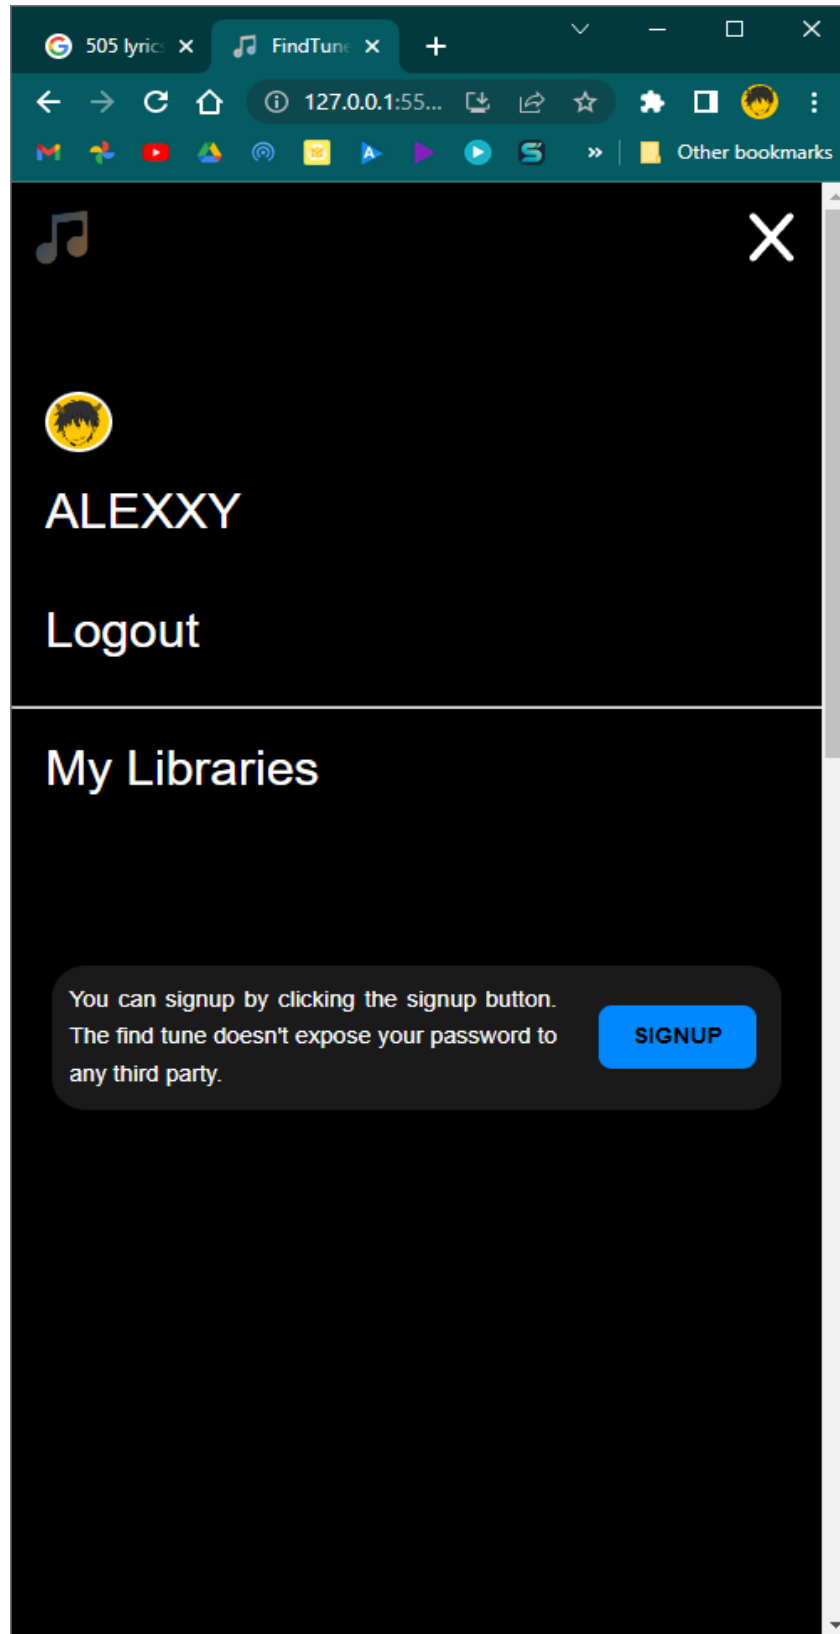 505 lyric
FindTune
127.0.0.1:55...
Other bookmarks
ALEXXY
Logout
My Libraries
You can signup by clicking the signup button.
The find tune doesn't expose your password to
any third party.
SIGNUP